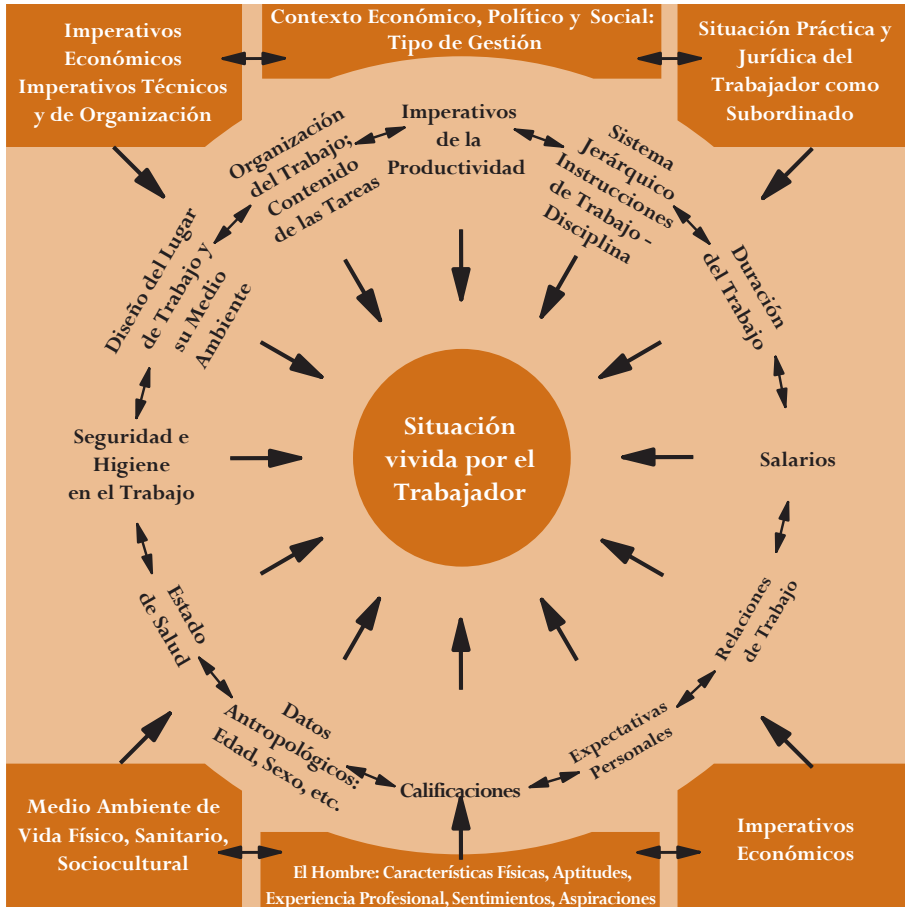 Imperativos
Económicos
Imperativos Técnicos
y de Organización
Contexto Económico, Político y Social:
Tipo de Gestión
Situación Práctica y
Jurídica del
Trabajador como
Subordinado
Organización
del Trabajo;
Contenido
de las Tareas
Imperativos
de la
Productividad
Sistema
Jerárquico
Instrucciones
de Trabajo -
Disciplina
Diseño del Lugar
de Trabajo y
su Medio
Ambiente
Duración
del Trabajo
Situación
vivida por el
Trabajador
Seguridad e
Higiene
en el Trabajo
Salarios
Estado
de Salud
Relaciones
de Trabajo
Datos
Antropológicos:
Edad, Sexo, etc.
Expectativas
Personales
Calificaciones
Medio Ambiente de
Vida Físico, Sanitario,
Sociocultural
El Hombre: Características Físicas, Aptitudes,
Experiencia Profesional, Sentimientos, Aspiraciones
Imperativos
Económicos